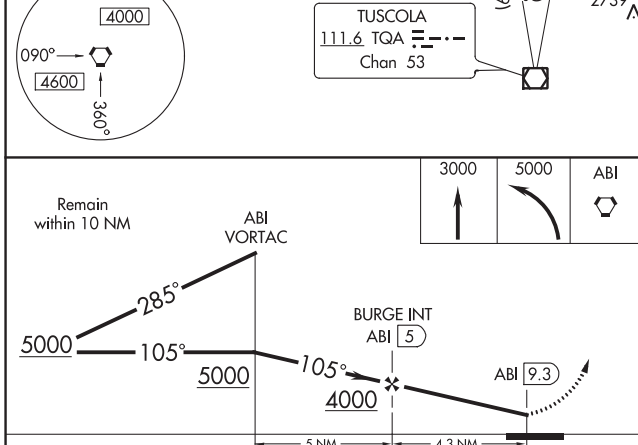 4000
090°
4600
360°
TUSCOLA
111.6 TQA
Chan 53
2759
3000
5000
ABI
Remain
within 10 NM
ABI
VORTAC
285°
BURGE INT
ABI 5
5000
105°
5000
105°
4000
ABI 9.3
5 NM
4.3 NM